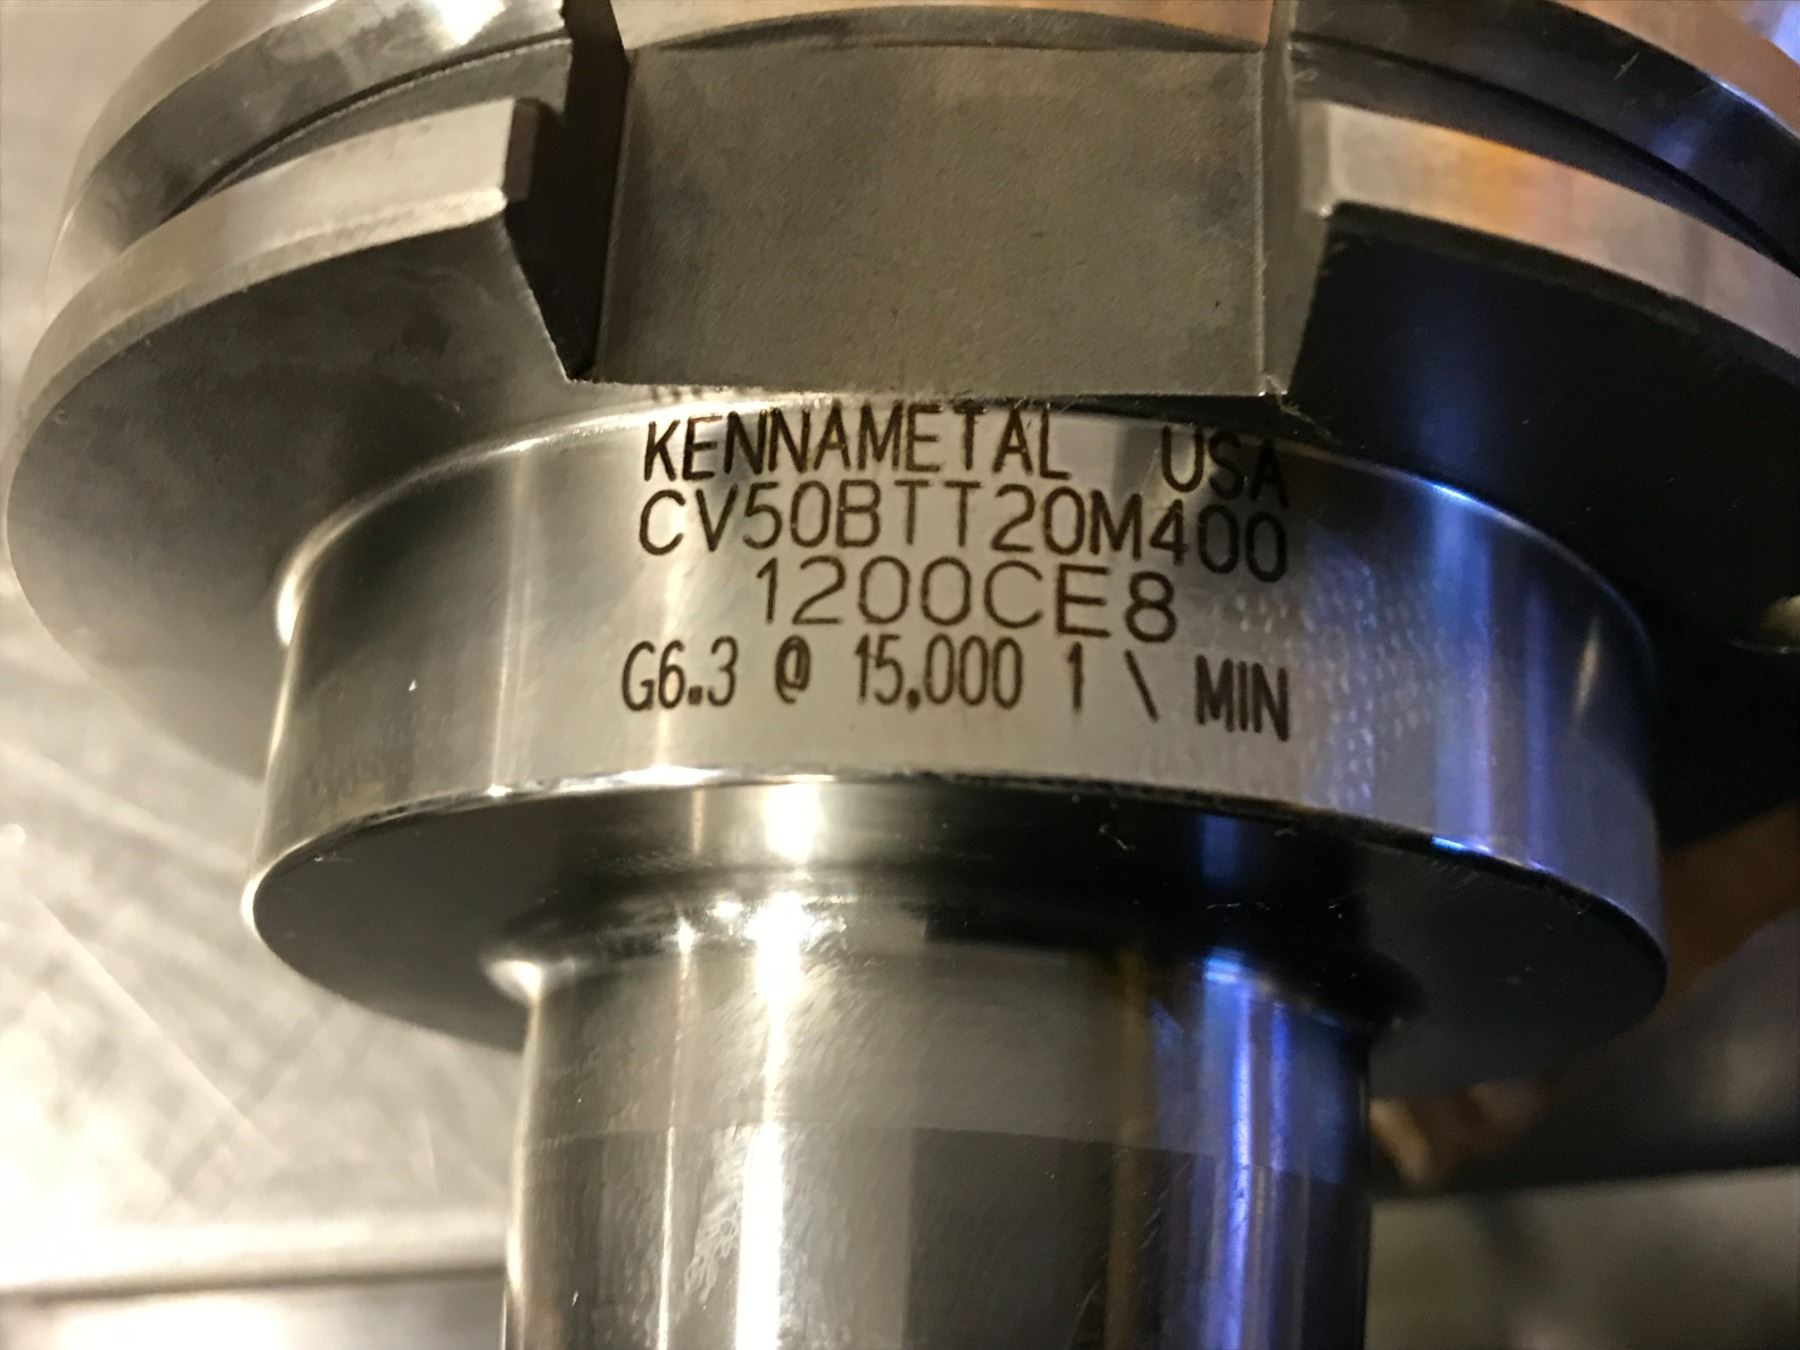 KENNAMETAL USA
CV50BTT20M400
1200CE8
G6.3 @ 15,000 1 \ MIN